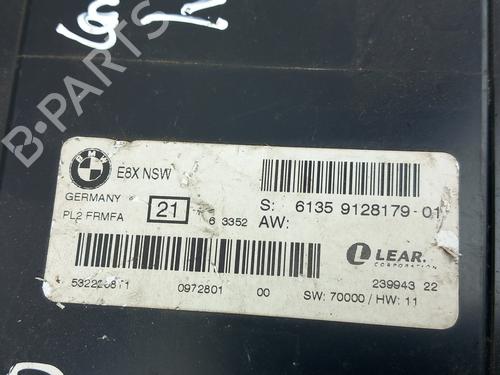 B-PARTS
BMW
E8X NSW
GERMANY
PL2 FRMFA
21
6 3352
S: 6135 9128179-01
AW:
LEAR.
CORPORATION
0972801
00
239943 22
SW: 70000 / HW: 11